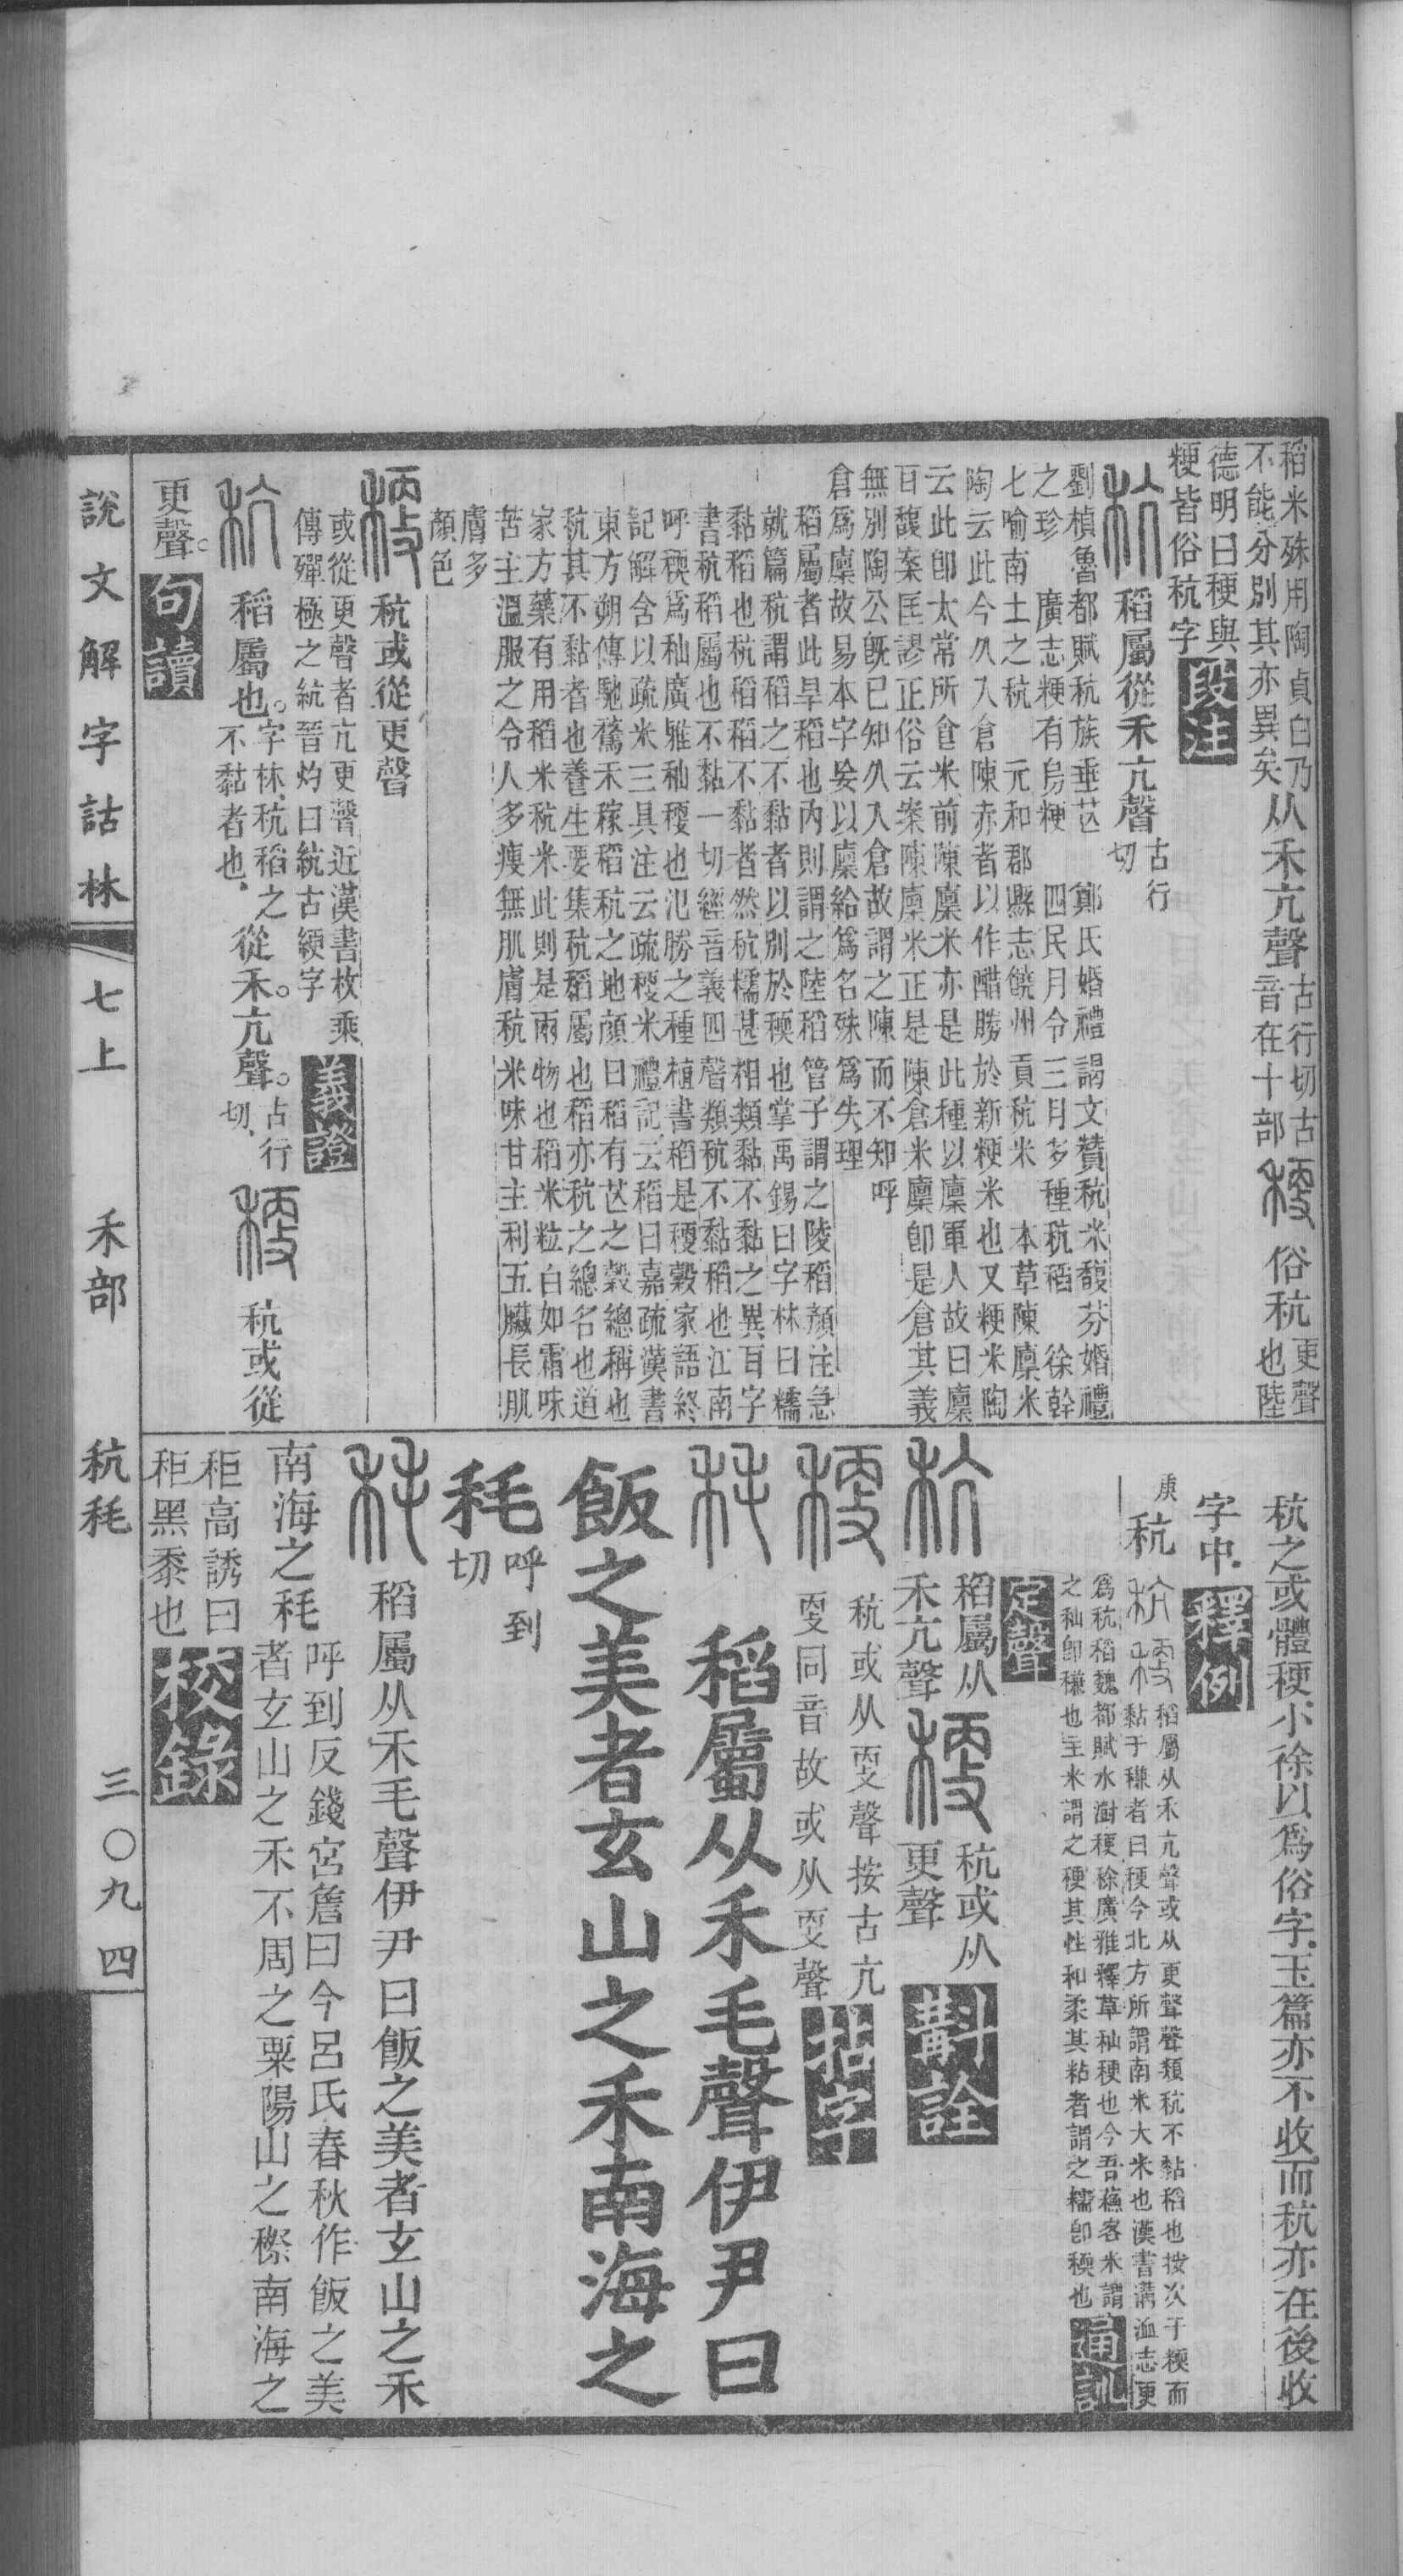 稻米殊用陶貞白乃
不能分別其亦異矣
从禾亢聲
古行切古
音在十部
𥠧
俗秔
更聲
也陸
德明曰稉與
粳皆俗秔字
段注
秔
稻屬從禾亢聲
古行
切
劉楨魯都賦秔族垂芒　鄭氏婚禮謁文贊秔米馥芬婚禮
之珍　廣志粳有烏粳　四民月令三月多種秔稻　徐幹
七喻南土之秔　元和郡縣志饒州貢秔米　本草陳廩米
陶云此今久入倉陳赤者以作醋勝於新粳米也又粳米陶
云此卽太常所食米前陳廩米亦是此種以廩軍人故曰廩
百馥案匡謬正俗云案陳廩米正是陳倉米廩卽是倉其義
無別陶公旣已知久入倉故謂之陳而不知呼
倉爲廩故易本字妄以廩給爲名殊爲失理
稻屬者此旱稻也內則謂之陸稻管子謂之陵稻顏注急
就篇秔謂稻之不黏者以別於稬也掌禹錫曰字林曰糯
黏稻也秔稻稻不黏者然秔糯甚相類黏不黏之異耳字
書秔稻屬也不黏一切經音義四聲類秔不黏稻也江南
呼稉爲秈廣雅秈稉也氾勝之種植書稻是稉穀家語終
記解含以疏米三具注云疏稉米禮記云稻曰嘉疏漢書
東方朔傳馳騖禾稼稻秔之地顏曰稻有芒之穀總稱也
秔其不黏者也養生要集秔稻屬也稻亦秔之總名也道
家方藥有用稻米秔米此則是兩物也稻米粒白如霜味
苦主溫服之令人多瘦無肌膚秔米味甘主利五臟長肌
膚多
顏色
稉
秔或從更聲
或從更聲者亢更聲近漢書枚乘
傳殫極之統晉灼曰統古綆字
義證
秔
稻屬也。
字林、秔稻之
不黏者也、
從禾。亢聲。
古行
切、
稉
秔或從
更聲。
句讀
秔之或體稉小徐以爲俗字玉篇亦不收而秔亦在後收
字中、
釋例
庚
秔
秔
稉
稻屬从禾亢聲或从更聲聲類秔不黏稻也按次于稬而
黏于穅者曰稉今北方所謂南米大米也漢書溝洫志更
爲秔稻魏都賦水澍稉稌廣雅釋草秈稉也今吾蘇客米謂
之秈卽穅也主米謂之稉其性和柔其粘者謂之糯卽稬也
通訓
定聲
秔
稻屬从
禾亢聲
稉
秔或从
更聲
斠詮
稉
秔或从㪅聲按古亢
㪅同音故或从㪅聲
拈字
秏
稻屬从禾毛聲伊尹曰
飯之美者玄山之禾南海之
秏
呼到
切
秏
稻屬从禾毛聲伊尹曰飯之美者玄山之禾
南海之秏
呼到反錢宮詹曰今呂氏春秋作飯之美
者玄山之禾不周之粟陽山之穄南海之
秬高誘曰
秬黑黍也
校錄
說文解字詁林
七上
禾部
秔秏
三〇九四